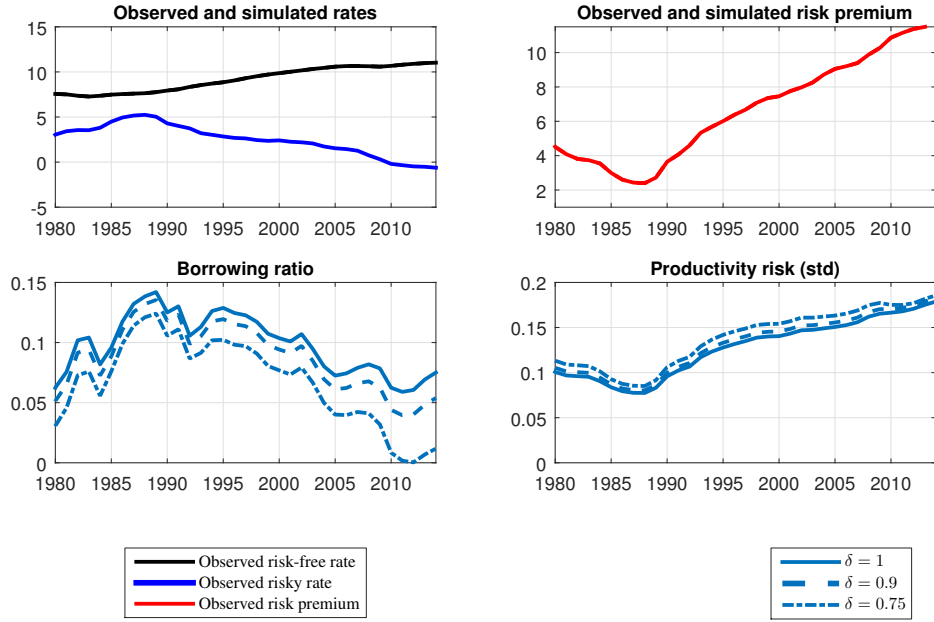 Observed and simulated rates
15
10
5
0
-5
1980 1985 1990 1995 2000 2005 2010
Observed and simulated risk premium
10
8
6
4
2
1980 1985 1990 1995 2000 2005 2010
Borrowing ratio
0.15
0.1
0.05
0
1980 1985 1990 1995 2000 2005 2010
Productivity risk (std)
0.2
0.15
0.1
0.05
0
1980 1985 1990 1995 2000 2005 2010
Observed risk-free rate
Observed risky rate
Observed risk premium
δ = 1
δ = 0.9
δ = 0.75